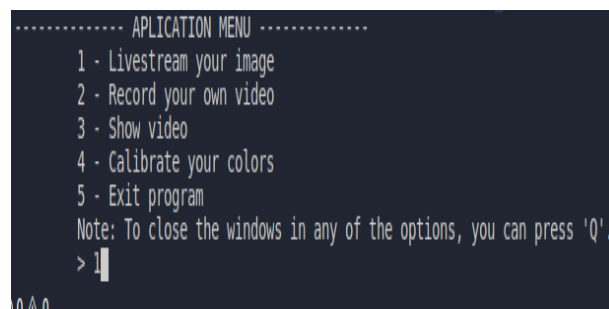 -------------- APLICATION MENU --------------
1 - Livestream your image
2 - Record your own video
3 - Show video
4 - Calibrate your colors
5 - Exit program
Note: To close the windows in any of the options, you can press 'Q'.
> 1